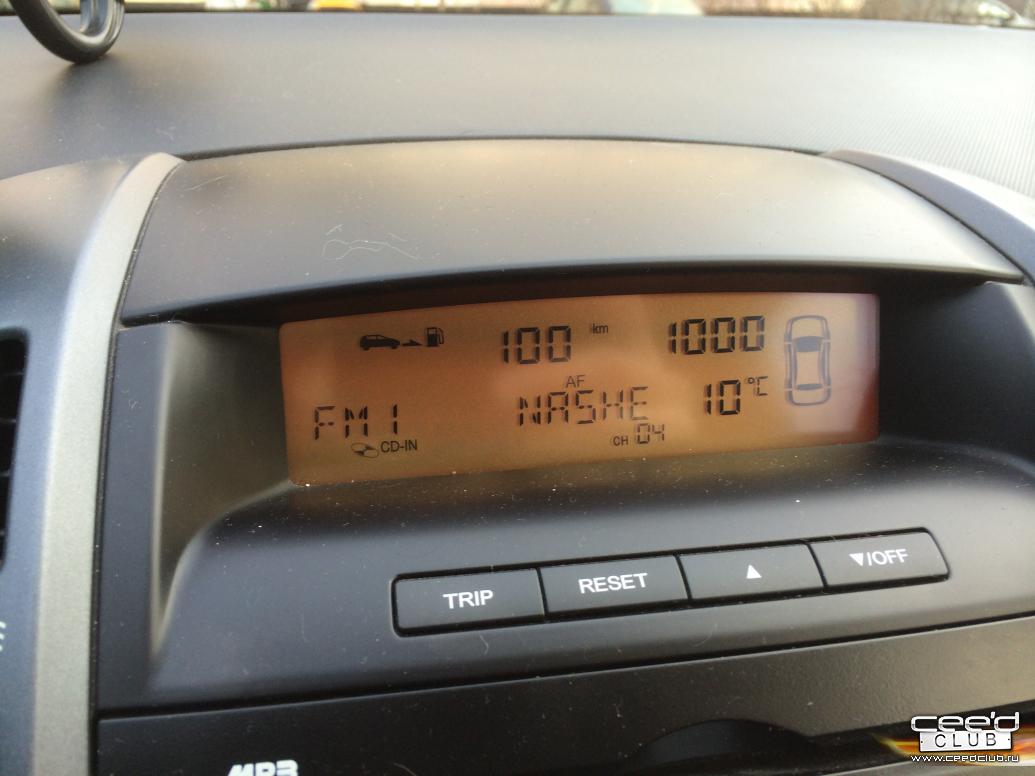 100 km 1000
AF
FM1 NASHE 10°C
CD-IN CH 04
TRIP RESET ▲ ▼/OFF
MP3
cee'd
CLUB
www.ceedclub.ru